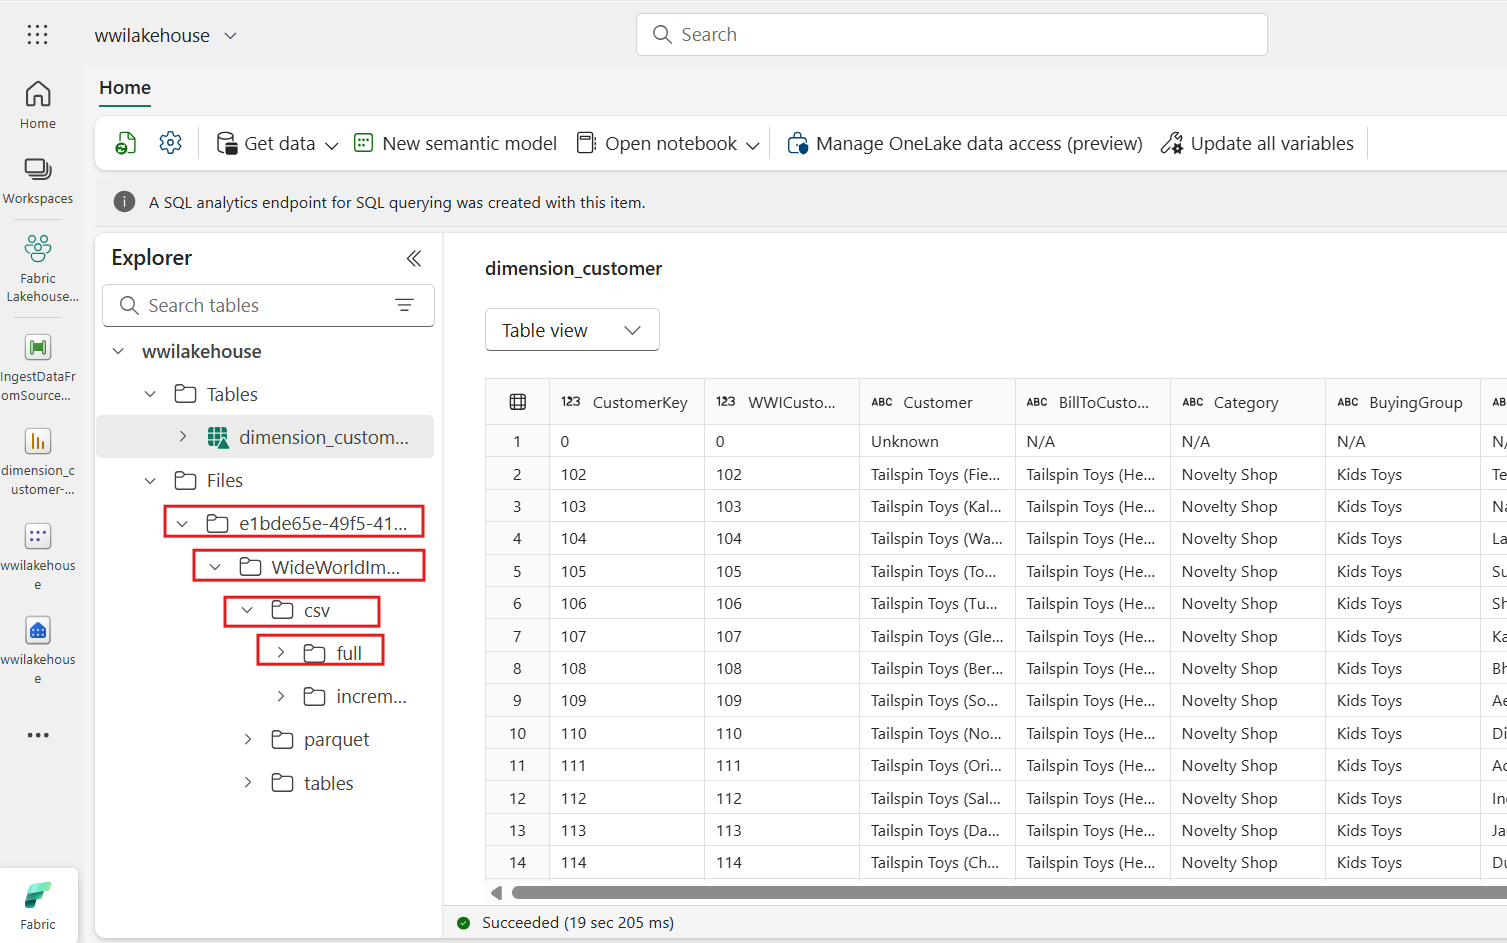 wwilakehouse
Search
Home
Home
Get data
New semantic model
Open notebook
Manage OneLake data access (preview)
Update all variables
Workspaces
A SQL analytics endpoint for SQL querying was created with this item.
Fabric
Lakehouse...
IngestDataFr
omSource...
dimension_c
ustomer-...
wwilakehous
e
wwilakehous
e
Fabric
Explorer
Search tables
wwilakehouse
Tables
dimension_custom...
Files
e1bde65e-49f5-41...
WideWorldIm...
csv
full
increm...
parquet
tables
dimension_customer
Table view
123 CustomerKey 123 WWICusto... ABC Customer ABC BillToCusto... ABC Category ABC BuyingGroup
1 0 0 Unknown N/A N/A N/A
2 102 102 Tailspin Toys (Fie... Tailspin Toys (He... Novelty Shop Kids Toys Te
3 103 103 Tailspin Toys (Kal... Tailspin Toys (He... Novelty Shop Kids Toys Na
4 104 104 Tailspin Toys (Wa... Tailspin Toys (He... Novelty Shop Kids Toys La
5 105 105 Tailspin Toys (To... Tailspin Toys (He... Novelty Shop Kids Toys Su
6 106 106 Tailspin Toys (Tu... Tailspin Toys (He... Novelty Shop Kids Toys Sh
7 107 107 Tailspin Toys (Gle... Tailspin Toys (He... Novelty Shop Kids Toys Ka
8 108 108 Tailspin Toys (Ber... Tailspin Toys (He... Novelty Shop Kids Toys Bh
9 109 109 Tailspin Toys (So... Tailspin Toys (He... Novelty Shop Kids Toys Ae
10 110 110 Tailspin Toys (No... Tailspin Toys (He... Novelty Shop Kids Toys Di
11 111 111 Tailspin Toys (Ori... Tailspin Toys (He... Novelty Shop Kids Toys
12 112 112 Tailspin Toys (Sal... Tailspin Toys (He... Novelty Shop Kids Toys
13 113 113 Tailspin Toys (Da... Tailspin Toys (He... Novelty Shop Kids Toys
14 114 114 Tailspin Toys (Ch... Tailspin Toys (He... Novelty Shop Kids Toys
Succeeded (19 sec 205 ms)